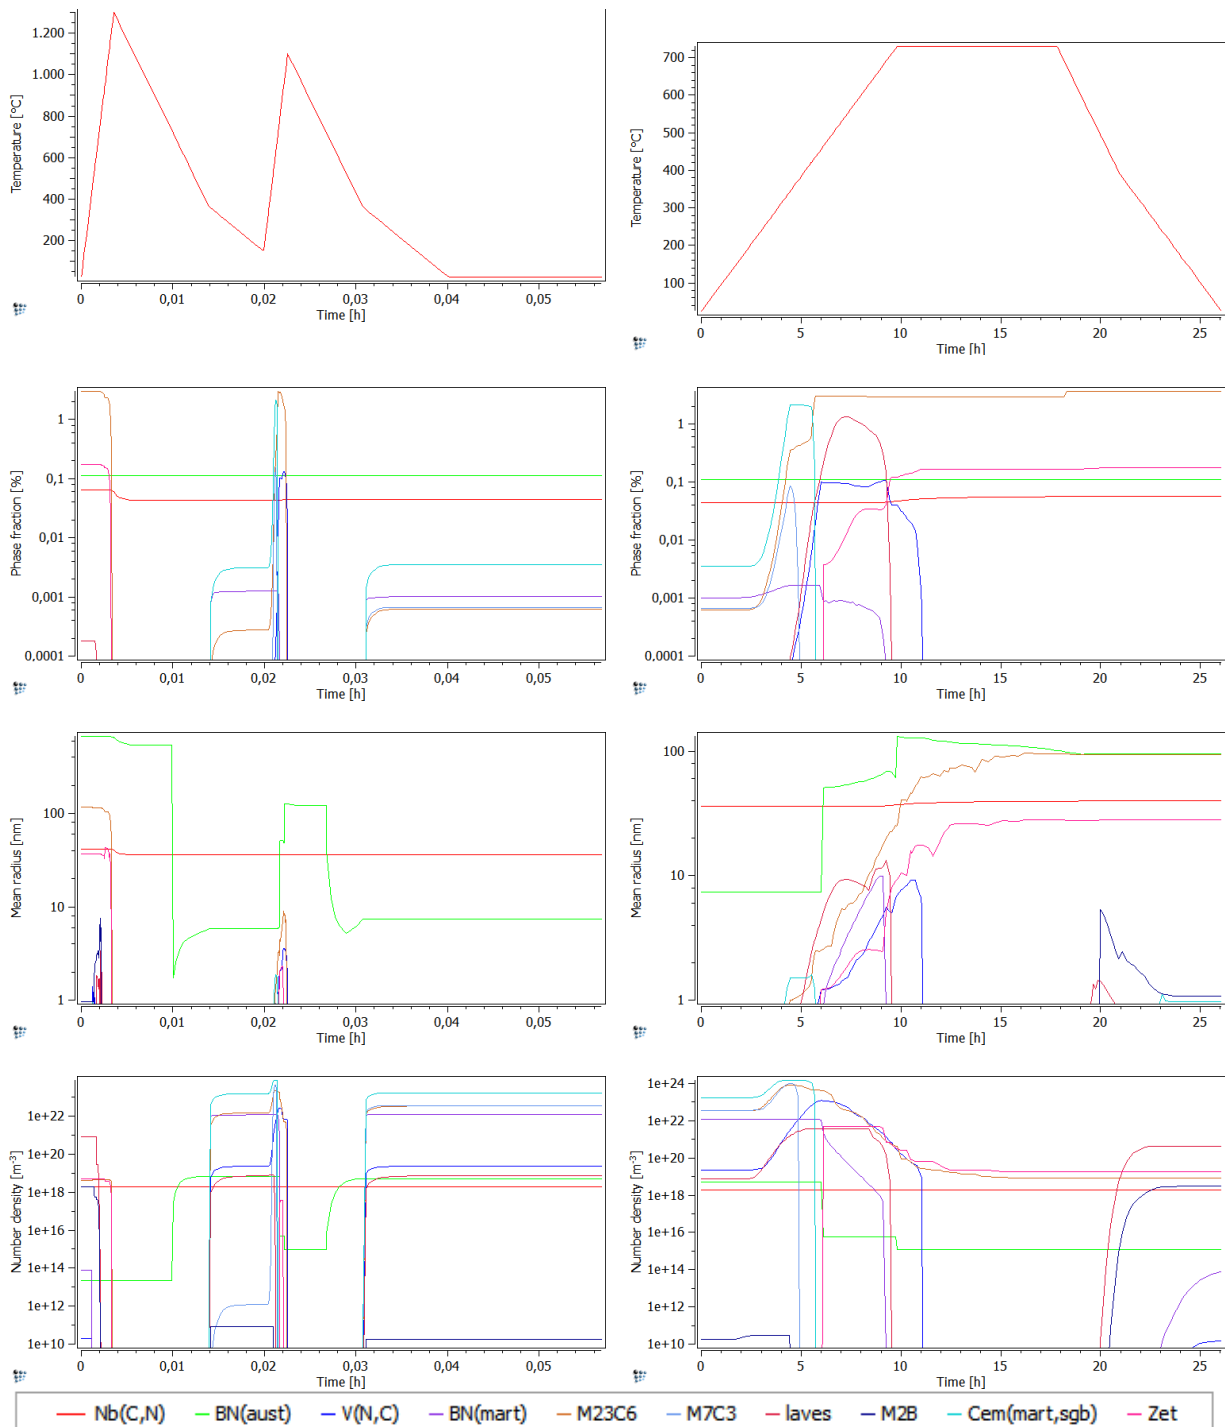 1.200
1.000
800
600
400
200
Temperature [°C]
0 0,01 0,02 0,03 0,04 0,05
Time [h]
700
600
500
400
300
200
100
Temperature [°C]
0 5 10 15 20 25
Time [h]
1
0,1
0,01
0,001
0,0001
Phase fraction [%]
0 0,01 0,02 0,03 0,04 0,05
Time [h]
1
0,1
0,01
0,001
0,0001
Phase fraction [%]
0 5 10 15 20 25
Time [h]
100
10
1
Mean radius [nm]
0 0,01 0,02 0,03 0,04 0,05
Time [h]
100
10
1
Mean radius [nm]
0 5 10 15 20 25
Time [h]
1e+22
1e+20
1e+18
1e+16
1e+14
1e+12
1e+10
Number density [m⁻³]
0 0,01 0,02 0,03 0,04 0,05
Time [h]
1e+24
1e+22
1e+20
1e+18
1e+16
1e+14
1e+12
1e+10
Number density [m⁻³]
0 5 10 15 20 25
Time [h]
Nb(C,N) BN(aust) V(N,C) BN(mart) M23C6 M7C3 laves M2B Cem(mart,sgb) Zet